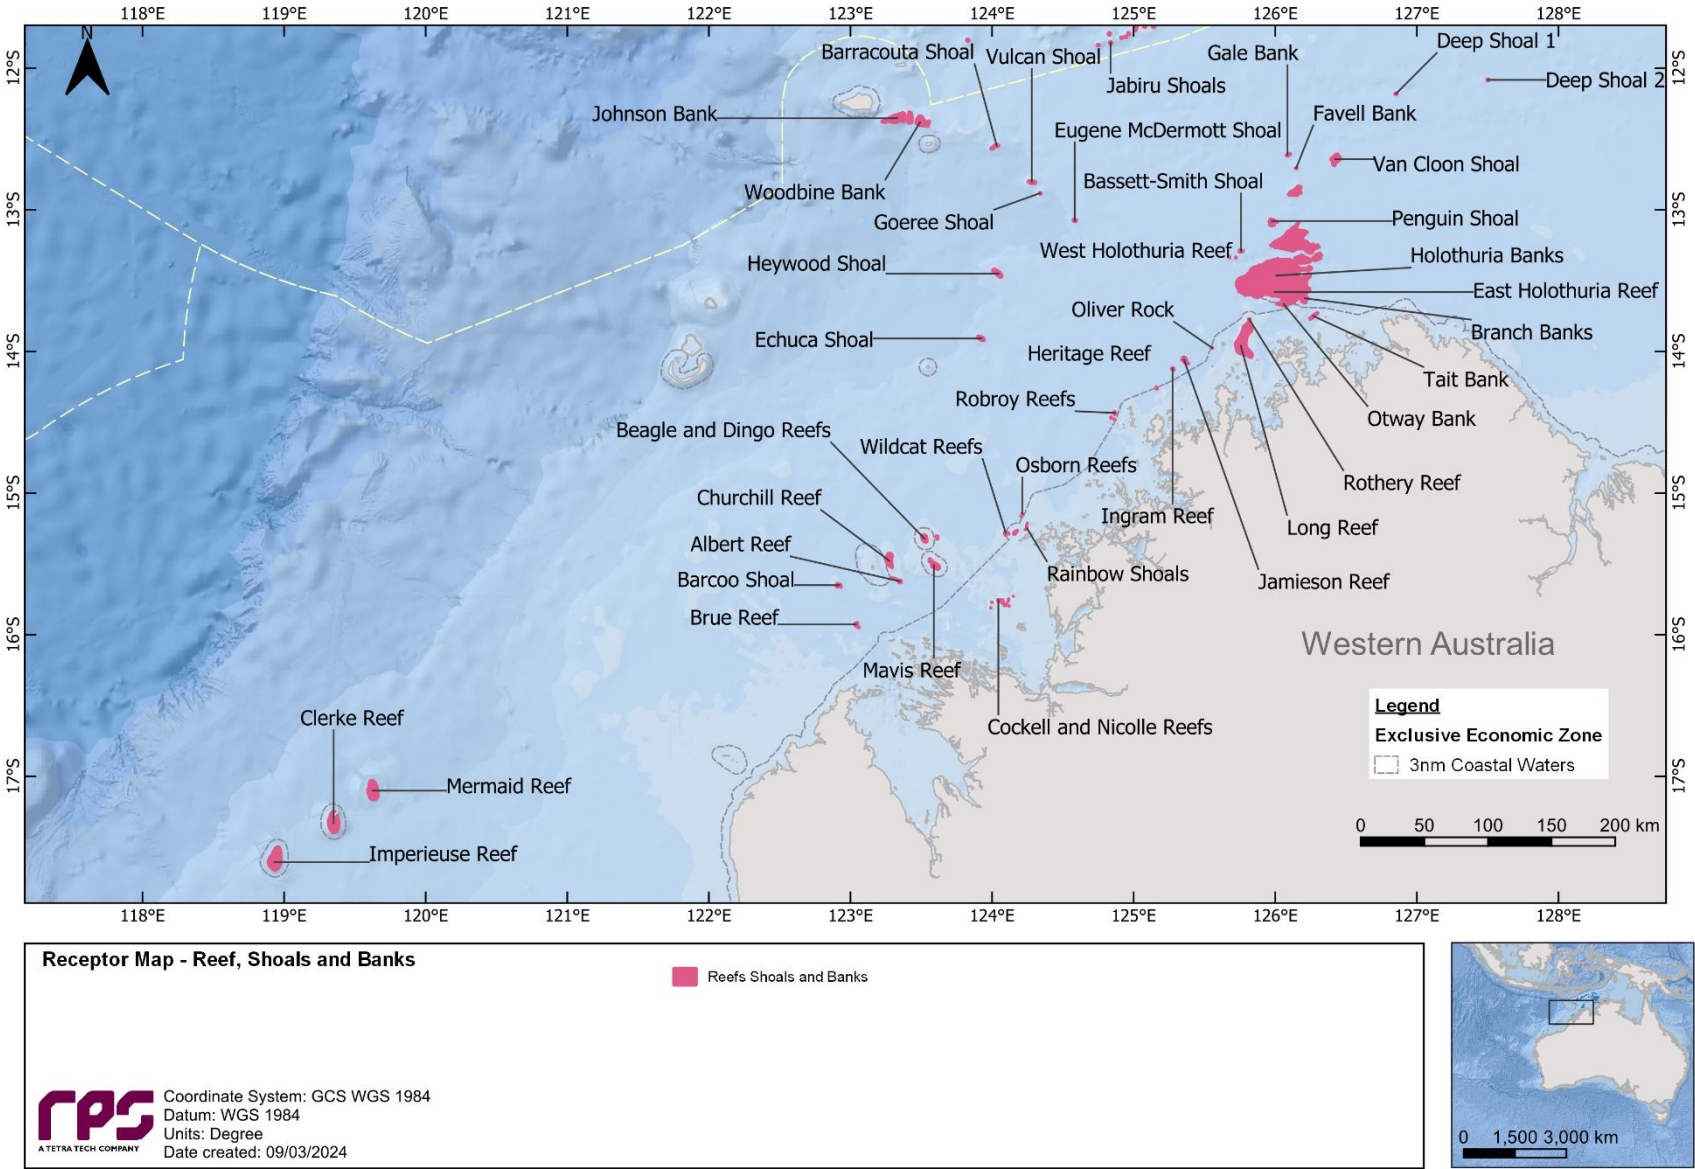 118°E 119°E 120°E 121°E 122°E 123°E 124°E 125°E 126°E 127°E 128°E
N
12°S
13°S
14°S
15°S
16°S
17°S
12°S
13°S
14°S
15°S
16°S
17°S
Barracouta Shoal
Vulcan Shoal
Jabiru Shoals
Gale Bank
Deep Shoal 1
Deep Shoal 2
Johnson Bank
Favell Bank
Eugene McDermott Shoal
Van Cloon Shoal
Woodbine Bank
Bassett-Smith Shoal
Goeree Shoal
Penguin Shoal
West Holothuria Reef
Holothuria Banks
Heywood Shoal
East Holothuria Reef
Oliver Rock
Branch Banks
Echuca Shoal
Heritage Reef
Tait Bank
Robroy Reefs
Otway Bank
Beagle and Dingo Reefs
Wildcat Reefs
Osborn Reefs
Rothery Reef
Churchill Reef
Ingram Reef
Long Reef
Albert Reef
Rainbow Shoals
Jamieson Reef
Barcoo Shoal
Brue Reef
Western Australia
Mavis Reef
Clerke Reef
Cockell and Nicolle Reefs
Mermaid Reef
Imperieuse Reef
Legend
Exclusive Economic Zone
3nm Coastal Waters
0 50 100 150 200 km
118°E 119°E 120°E 121°E 122°E 123°E 124°E 125°E 126°E 127°E 128°E
Receptor Map - Reef, Shoals and Banks
Reefs Shoals and Banks
rps
A TETRA TECH COMPANY
Coordinate System: GCS WGS 1984
Datum: WGS 1984
Units: Degree
Date created: 09/03/2024
0 1,500 3,000 km